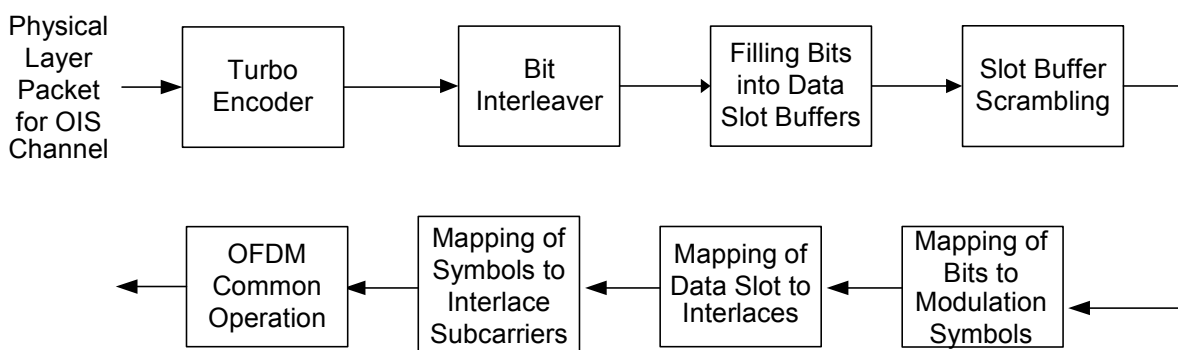 Physical
Layer
Packet
for OIS
Channel
Turbo
Encoder
Bit
Interleaver
Filling Bits
into Data
Slot Buffers
Slot Buffer
Scrambling
OFDM
Common
Operation
Mapping of
Symbols to
Interlace
Subcarriers
Mapping of
Data Slot to
Interlaces
Mapping of
Bits to
Modulation
Symbols